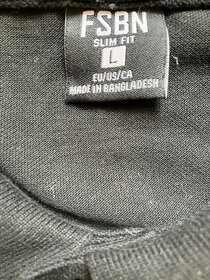 FSBN
SLIM FIT
L
EU/US/CA
MADE IN BANGLADESH